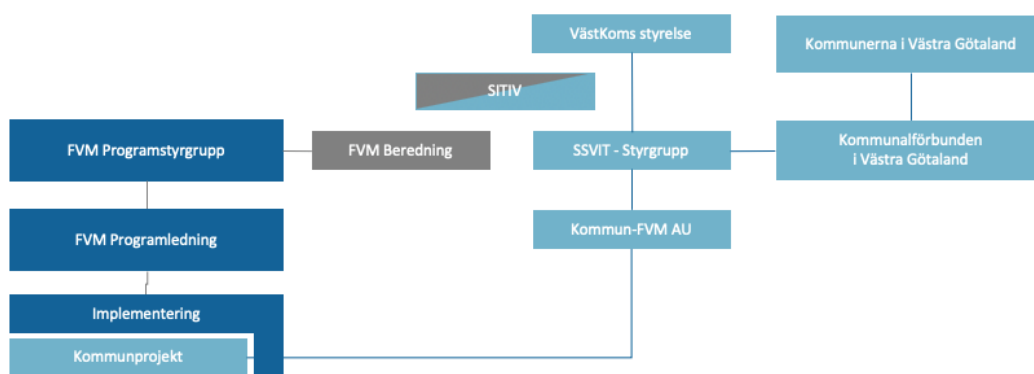 VästKoms styrelse
Kommunerna i Västra Götaland
SITIV
FVM Programstyrgrupp
FVM Beredning
SSVIT - Styrgrupp
Kommunalförbunden
i Västra Götaland
FVM Programledning
Kommun-FVM AU
Implementering
Kommunprojekt